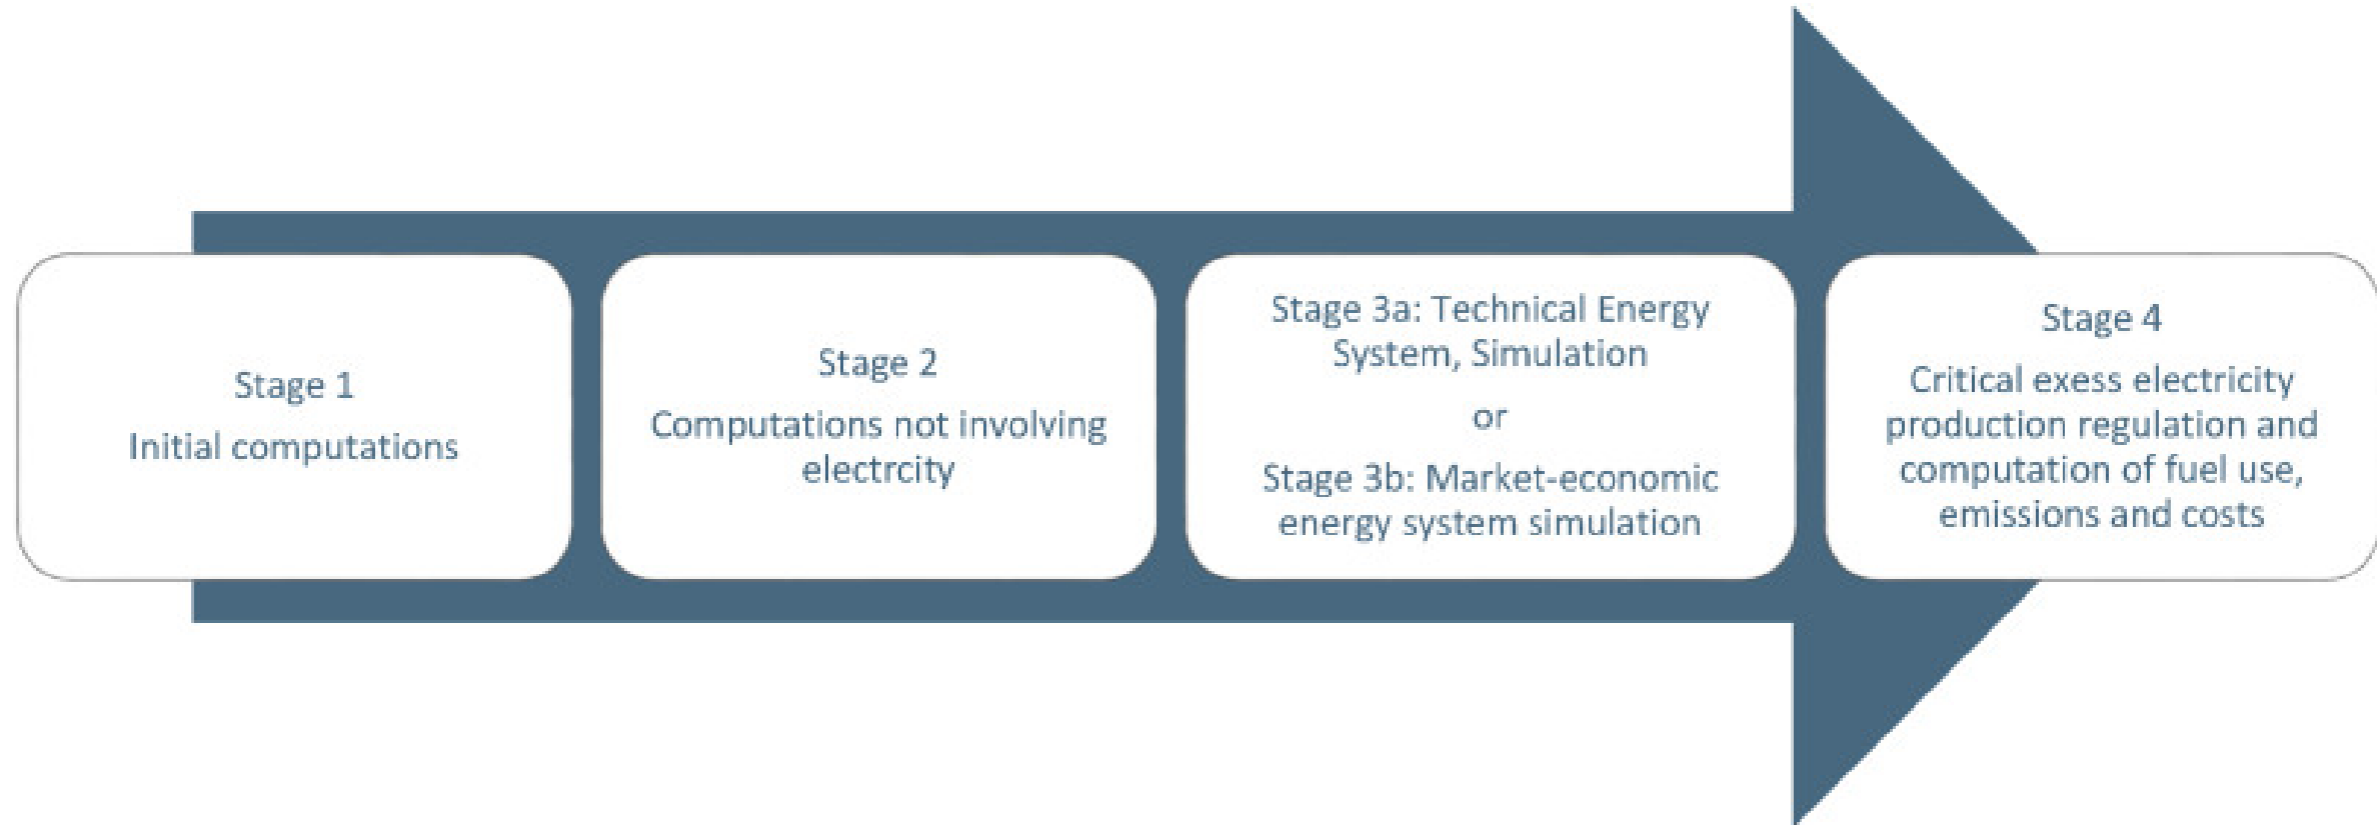 Stage 1
Initial computations
Stage 2
Computations not involving
electrcity
Stage 3a: Technical Energy
System, Simulation
or
Stage 3b: Market-economic
energy system simulation
Stage 4
Critical exess electricity
production regulation and
computation of fuel use,
emissions and costs